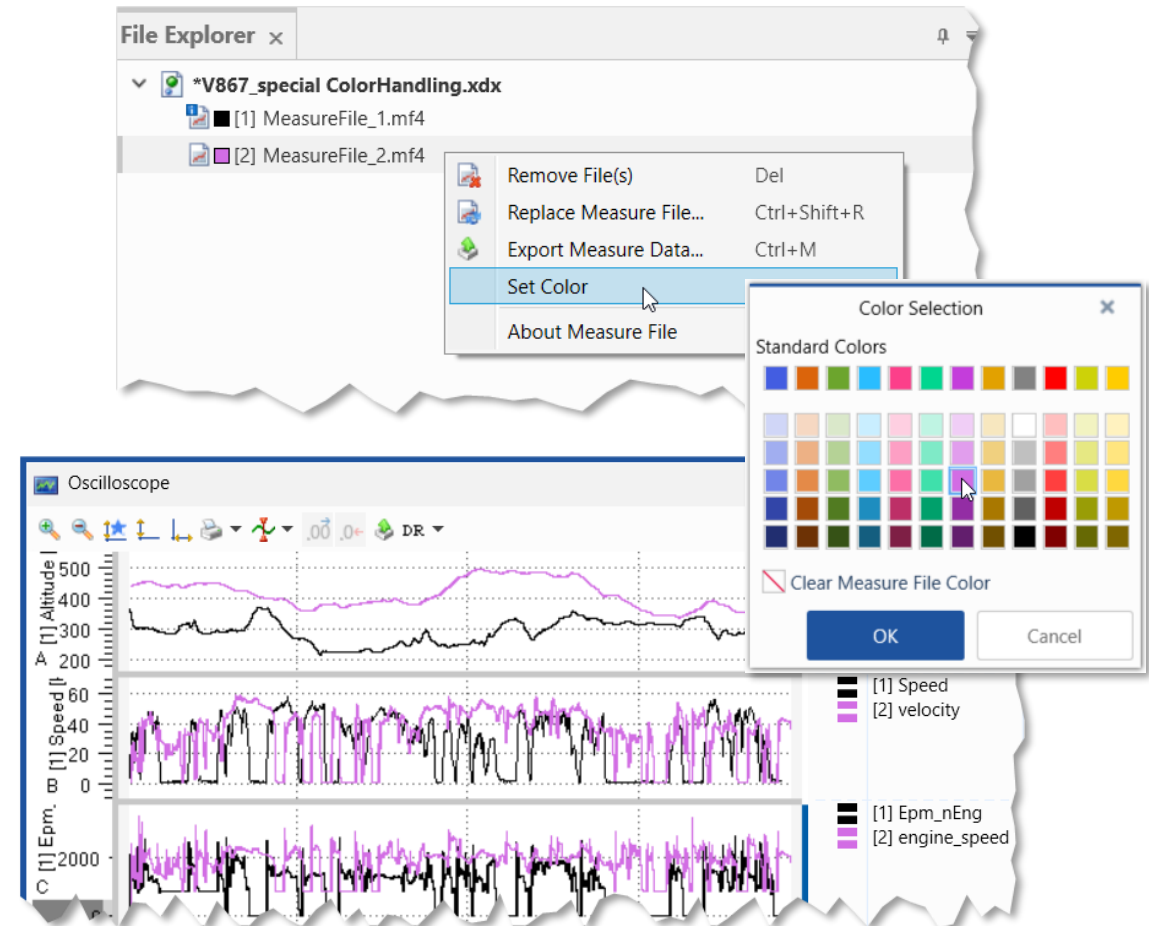 File Explorer
*V867_special ColorHandling.xdx
[1] MeasureFile_1.mf4
[2] MeasureFile_2.mf4
Remove File(s) Del
Replace Measure File... Ctrl+Shift+R
Export Measure Data... Ctrl+M
Set Color
About Measure File
Color Selection
Standard Colors
Clear Measure File Color
OK Cancel
Oscilloscope
.00 .0 DR
[1] Altitude [
500
400
300
200
A
[1] Speed [
60
40
20
0
B
[1] Speed
[2] velocity
[1] Epm_
2000
C
[1] Epm_nEng
[2] engine_speed